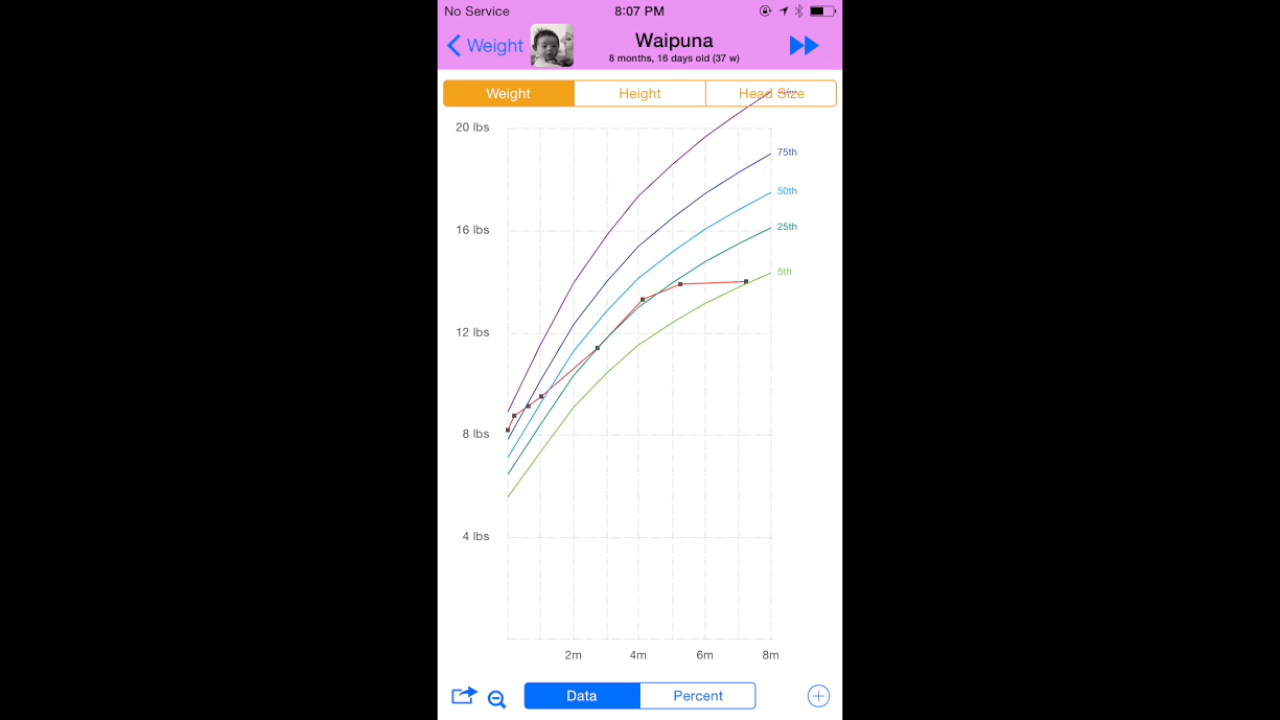 No Service 8:07 PM
Weight
Waipuna
8 months, 16 days old (37 w)
Weight Height Head Size
20 lbs
75th
50th
16 lbs
25th
5th
12 lbs
8 lbs
4 lbs
2m 4m 6m 8m
Data Percent